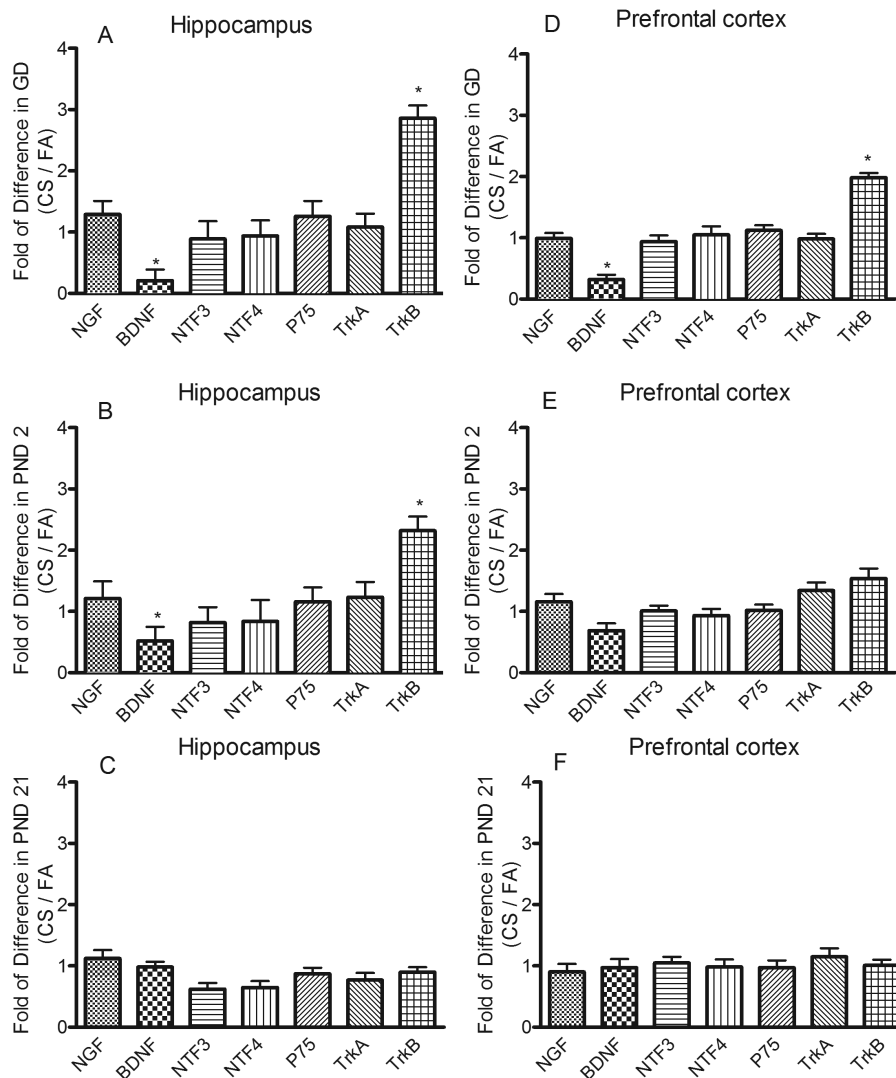 A
Hippocampus
Fold of Difference in GD
(CS / FA)
4
3
2
1
0
*
*
NGF
BDNF
NTF3
NTF4
P75
TrkA
TrkB
D
Prefrontal cortex
Fold of Difference in GD
(CS / FA)
4
3
2
1
0
*
*
NGF
BDNF
NTF3
NTF4
P75
TrkA
TrkB
B
Hippocampus
Fold of Difference in PND 2
(CS / FA)
4
3
2
1
0
*
*
NGF
BDNF
NTF3
NTF4
P75
TrkA
TrkB
E
Prefrontal cortex
Fold of Difference in PND 2
(CS / FA)
4
3
2
1
0
NGF
BDNF
NTF3
NTF4
P75
TrkA
TrkB
C
Hippocampus
Fold of Difference in PND 21
(CS / FA
4
3
2
1
0
NGF
BDNF
NTF3
NTF4
P75
TrkA
TrkB
F
Prefrontal cortex
Fold of Difference in PND 21
(CS / FA)
4
3
2
1
0
NGF
BDNF
NTF3
NTF4
P75
TrkA
TrkB